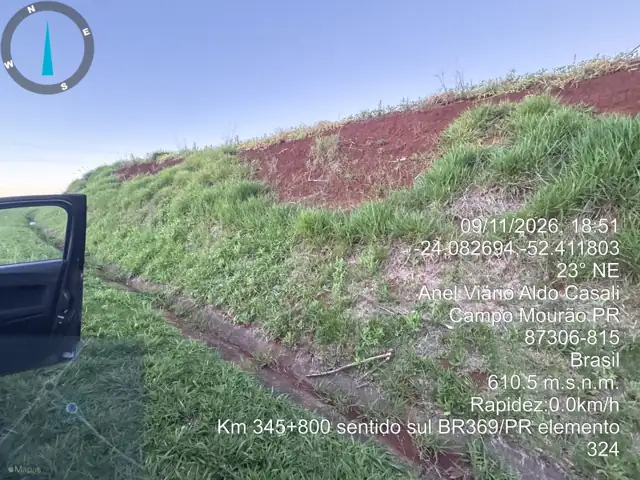 N
E
W
S
09/11/2026, 18:51
-24,082694,-52,411803
23° NE
Anel Viário Aldo Casali
Campo Mourão PR
87306-815
Brasil
610.5 m.s.n.m.
Rapidez:0.0km/h
Km 345+800 sentido sul BR369/PR elemento
324
Mapas